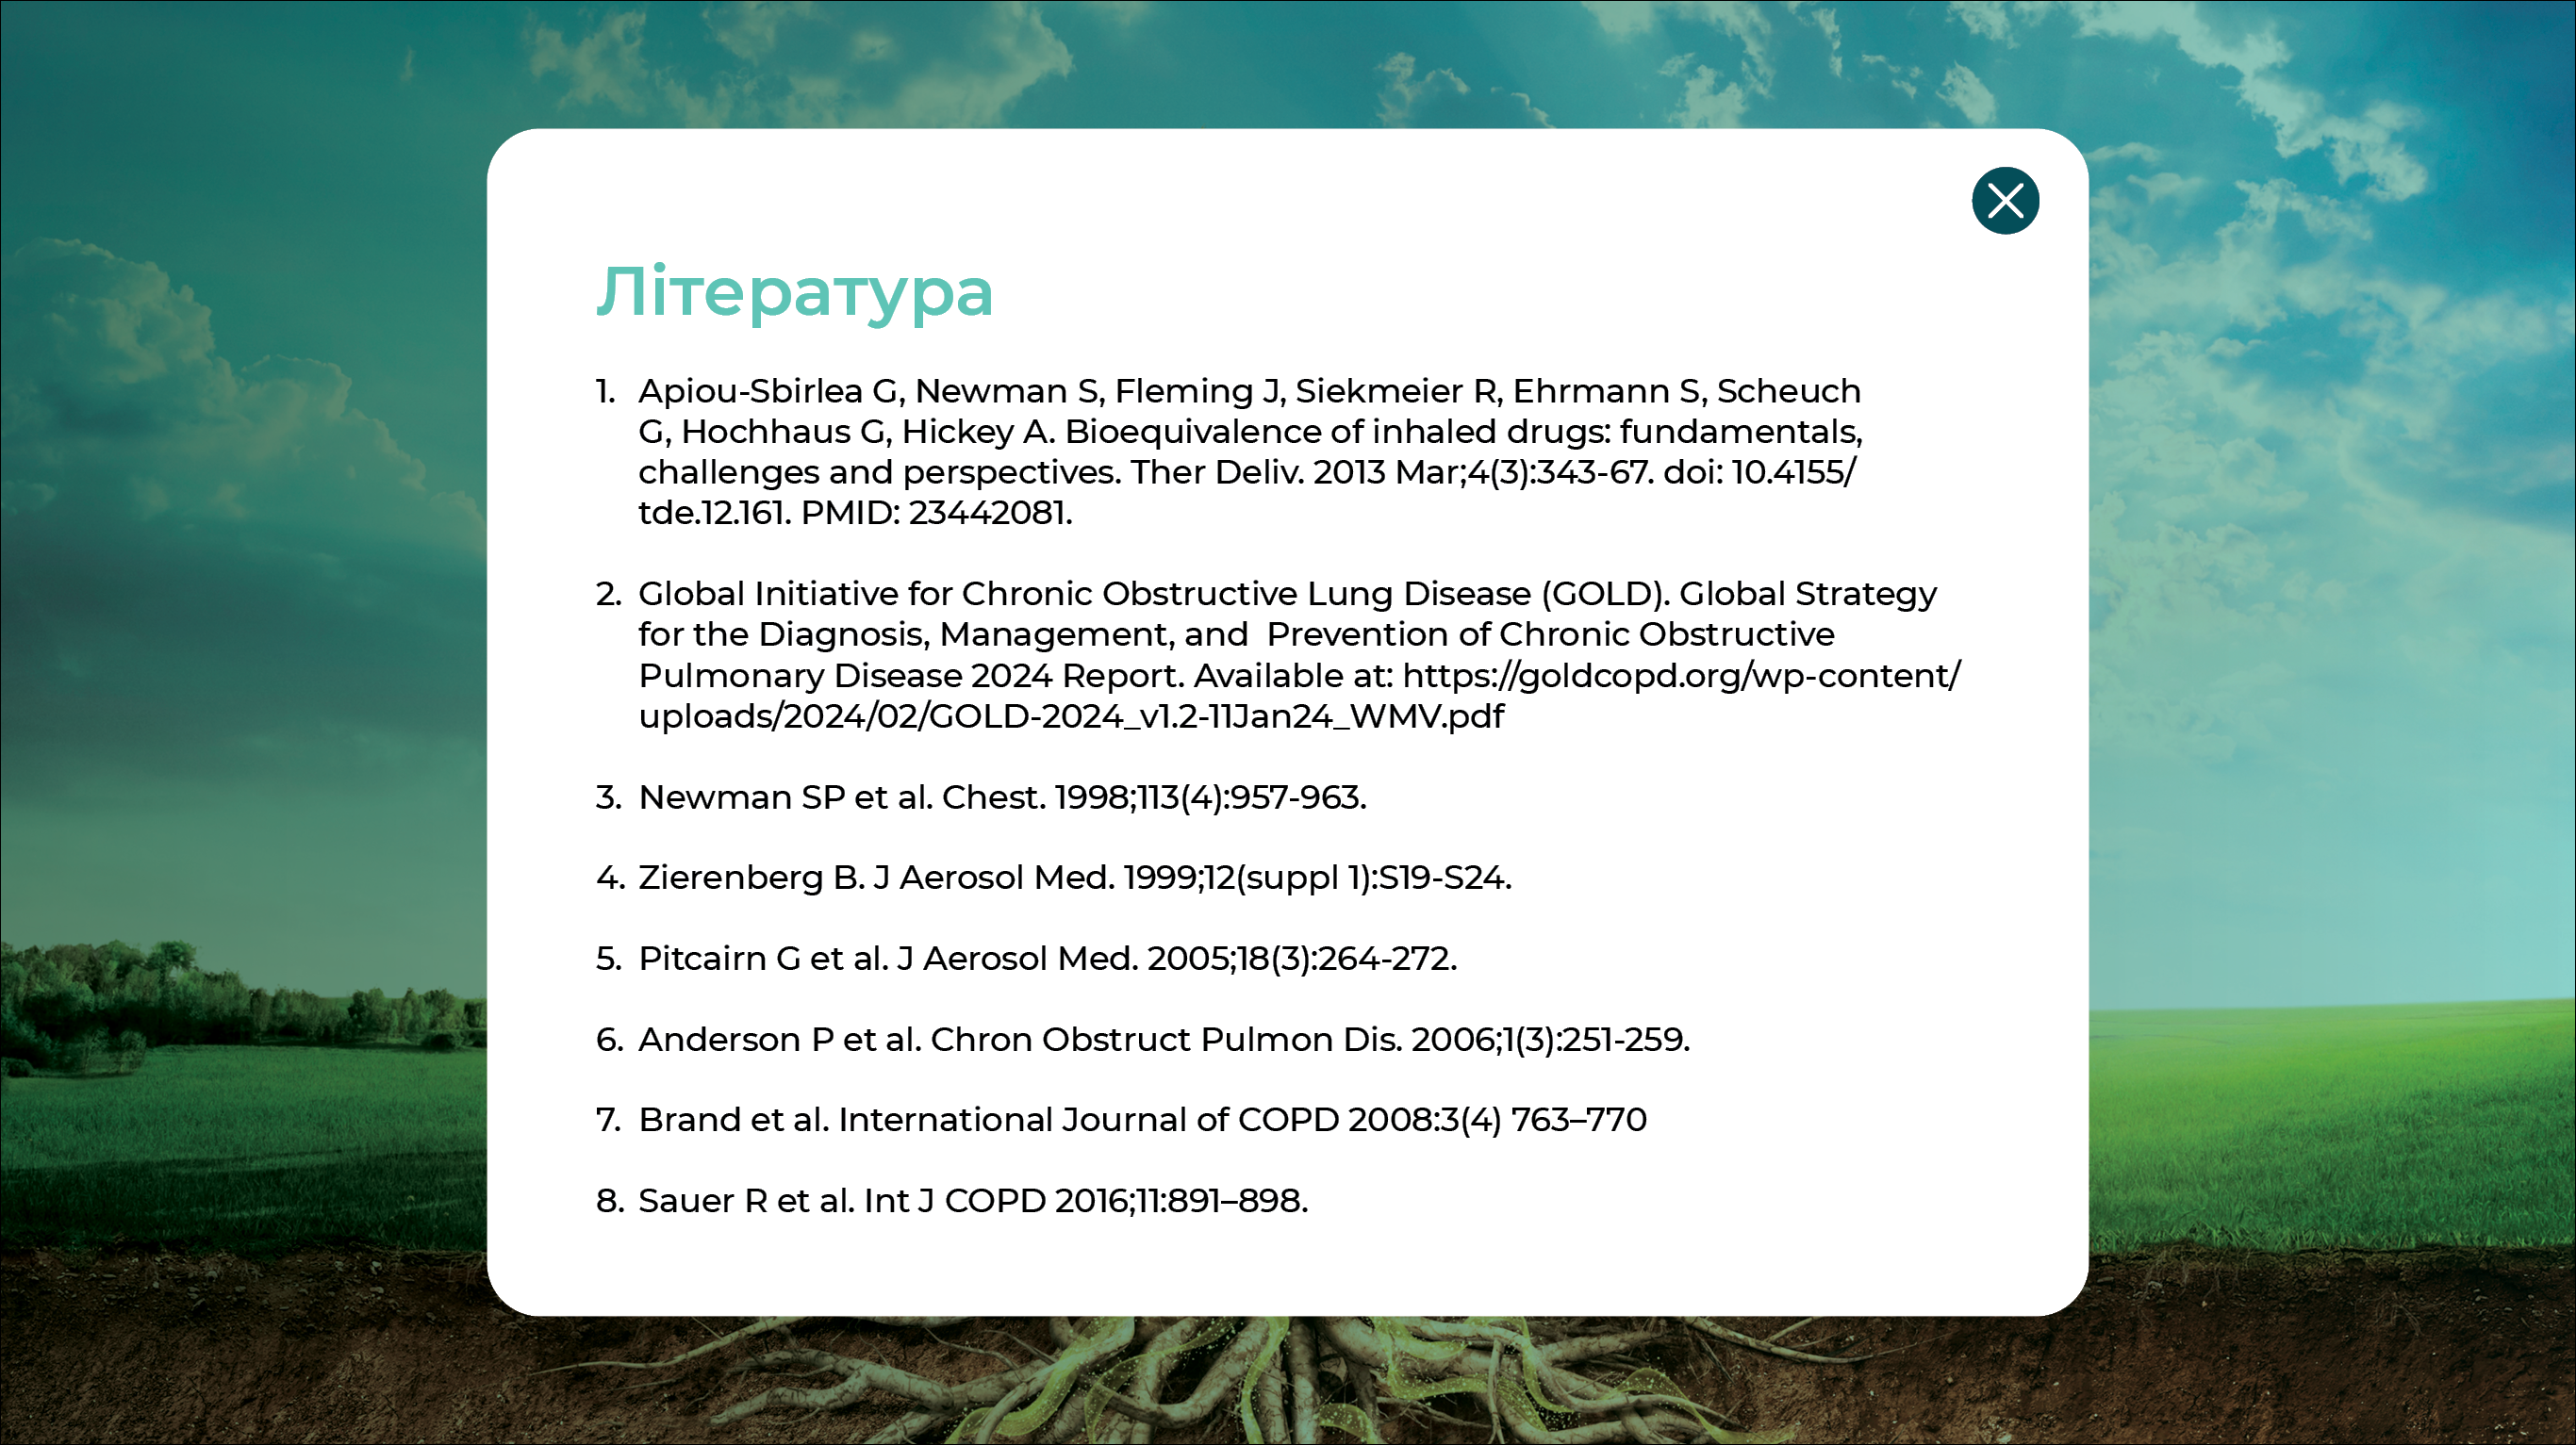 Література
1. Apiou-Sbirlea G, Newman S, Fleming J, Siekmeier R, Ehrmann S, Scheuch
G, Hochhaus G, Hickey A. Bioequivalence of inhaled drugs: fundamentals,
challenges and perspectives. Ther Deliv. 2013 Mar;4(3):343-67. doi: 10.4155/
tde.12.161. PMID: 23442081.
2. Global Initiative for Chronic Obstructive Lung Disease (GOLD). Global Strategy
for the Diagnosis, Management, and  Prevention of Chronic Obstructive
Pulmonary Disease 2024 Report. Available at: https://goldcopd.org/wp-content/
uploads/2024/02/GOLD-2024_v1.2-11Jan24_WMV.pdf
3. Newman SP et al. Chest. 1998;113(4):957-963.
4. Zierenberg B. J Aerosol Med. 1999;12(suppl 1):S19-S24.
5. Pitcairn G et al. J Aerosol Med. 2005;18(3):264-272.
6. Anderson P et al. Chron Obstruct Pulmon Dis. 2006;1(3):251-259.
7. Brand et al. International Journal of COPD 2008:3(4) 763–770
8. Sauer R et al. Int J COPD 2016;11:891–898.